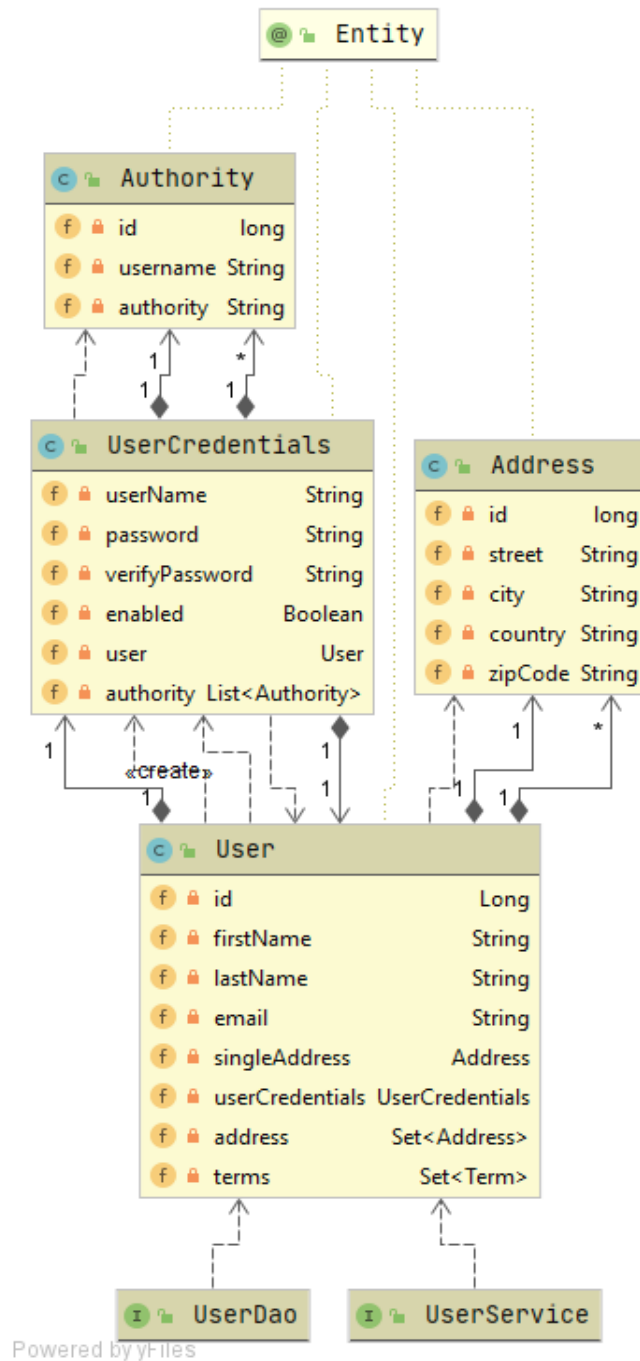 @ Entity
C Authority
f id long
f username String
f authority String
1 *
1 1
C UserCredentials
f userName String
f password String
f verifyPassword String
f enabled Boolean
f user User
f authority List<Authority>
C Address
f id long
f street String
f city String
f country String
f zipCode String
1 1 1 *
«create»
1 1 1 1
C User
f id Long
f firstName String
f lastName String
f email String
f singleAddress Address
f userCredentials UserCredentials
f address Set<Address>
f terms Set<Term>
I UserDao
I UserService
Powered by yFiles